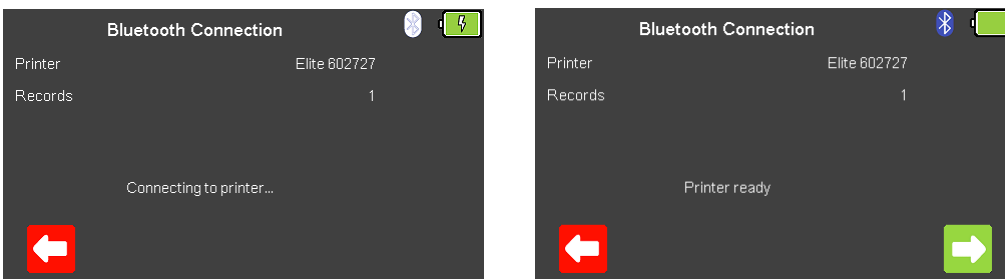 Bluetooth Connection
Printer Elite 602727
Records 1
Connecting to printer...
Bluetooth Connection
Printer Elite 602727
Records 1
Printer ready